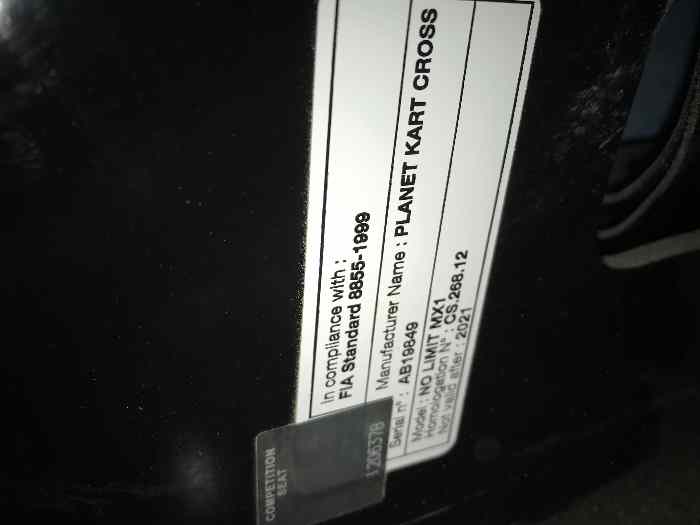 In compliance with :
FIA Standard 8855-1999
Manufacturer Name : PLANET KART CROSS
Serial n° : AB19849
Model : NO LIMIT MX1
Homologation N° : CS.268.12
Not valid after : 2021
COMPETITION
SEAT